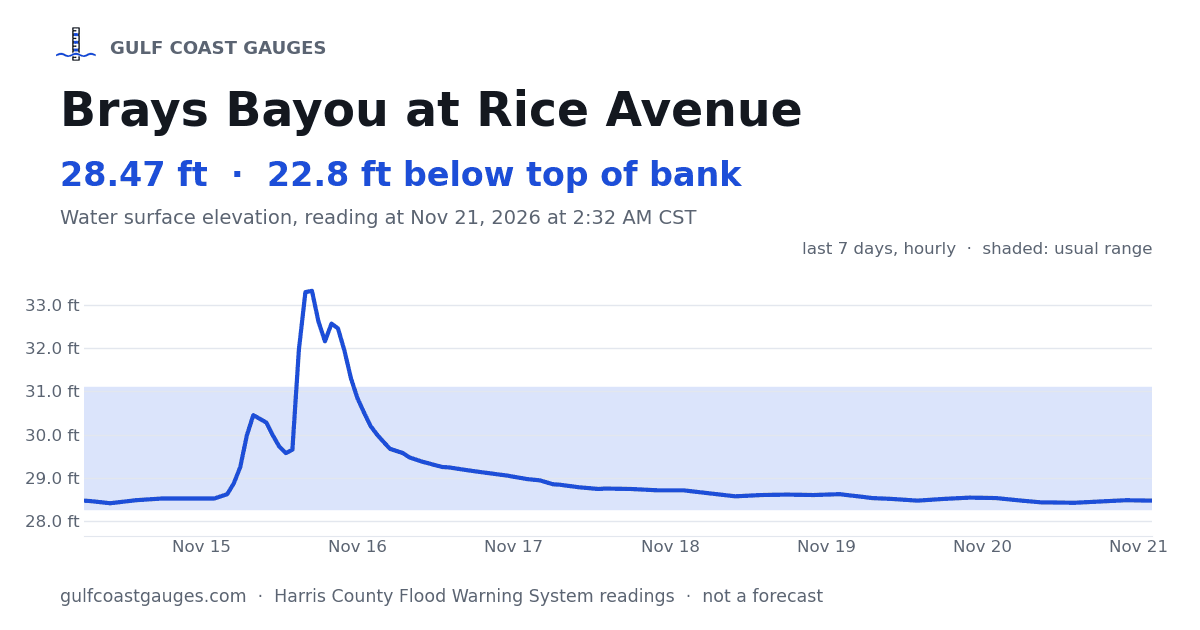 GULF COAST GAUGES
Brays Bayou at Rice Avenue
28.47 ft · 22.8 ft below top of bank
Water surface elevation, reading at Nov 21, 2026 at 2:32 AM CST
last 7 days, hourly · shaded: usual range
33.0 ft
32.0 ft
31.0 ft
30.0 ft
29.0 ft
28.0 ft
Nov 15 Nov 16 Nov 17 Nov 18 Nov 19 Nov 20 Nov 21
gulfcoastgauges.com · Harris County Flood Warning System readings · not a forecast